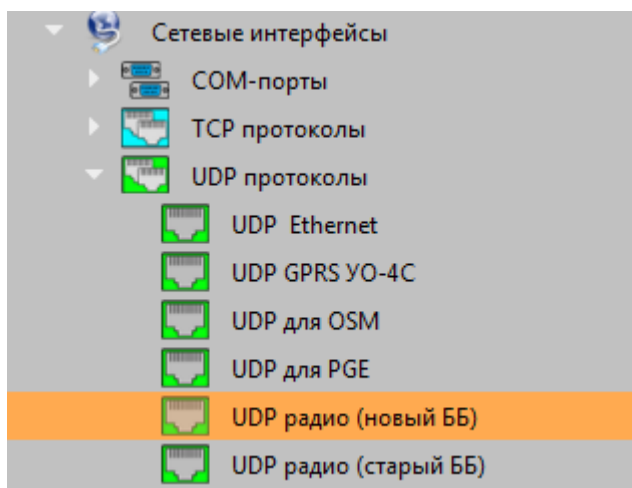 Сетевые интерфейсы
COM-порты
TCP протоколы
UDP протоколы
UDP Ethernet
UDP GPRS УО-4С
UDP для OSM
UDP для PGE
UDP радио (новый ББ)
UDP радио (старый ББ)